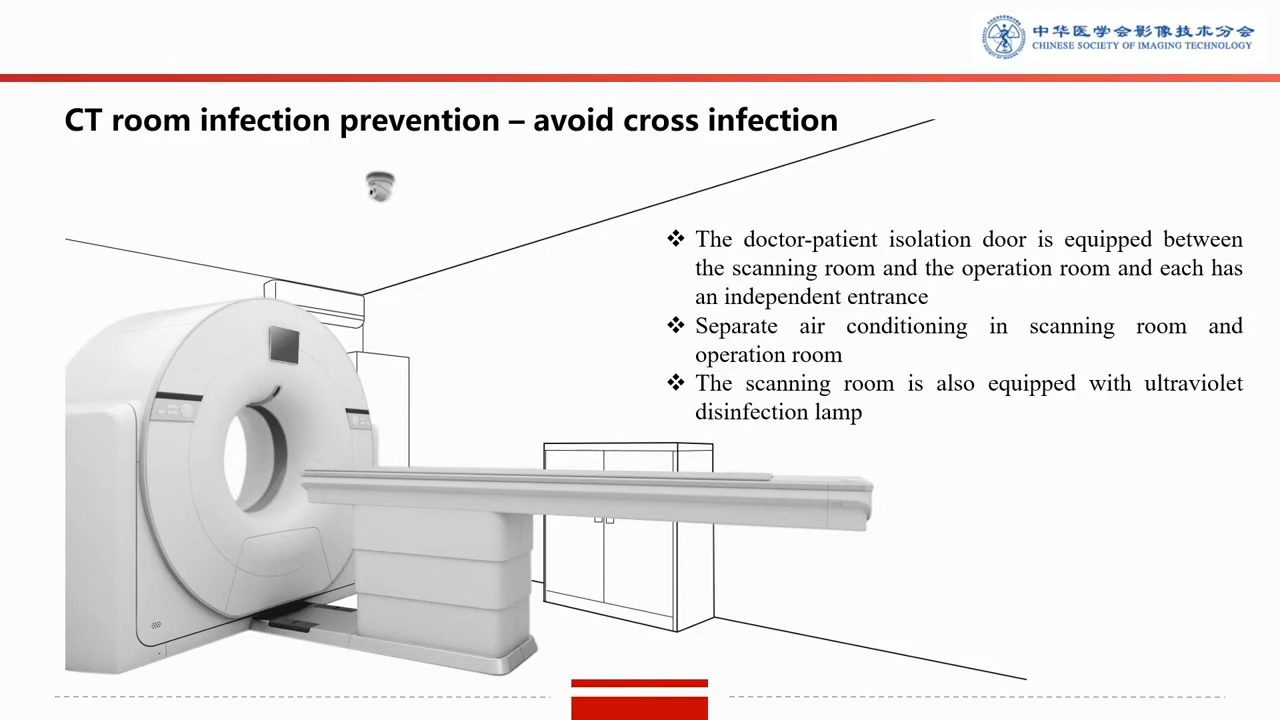 中华医学会影像技术分会
CHINESE SOCIETY OF IMAGING TECHNOLOGY
CT room infection prevention – avoid cross infection
❖ The doctor-patient isolation door is equipped between
the scanning room and the operation room and each has
an independent entrance
❖ Separate air conditioning in scanning room and
operation room
❖ The scanning room is also equipped with ultraviolet
disinfection lamp